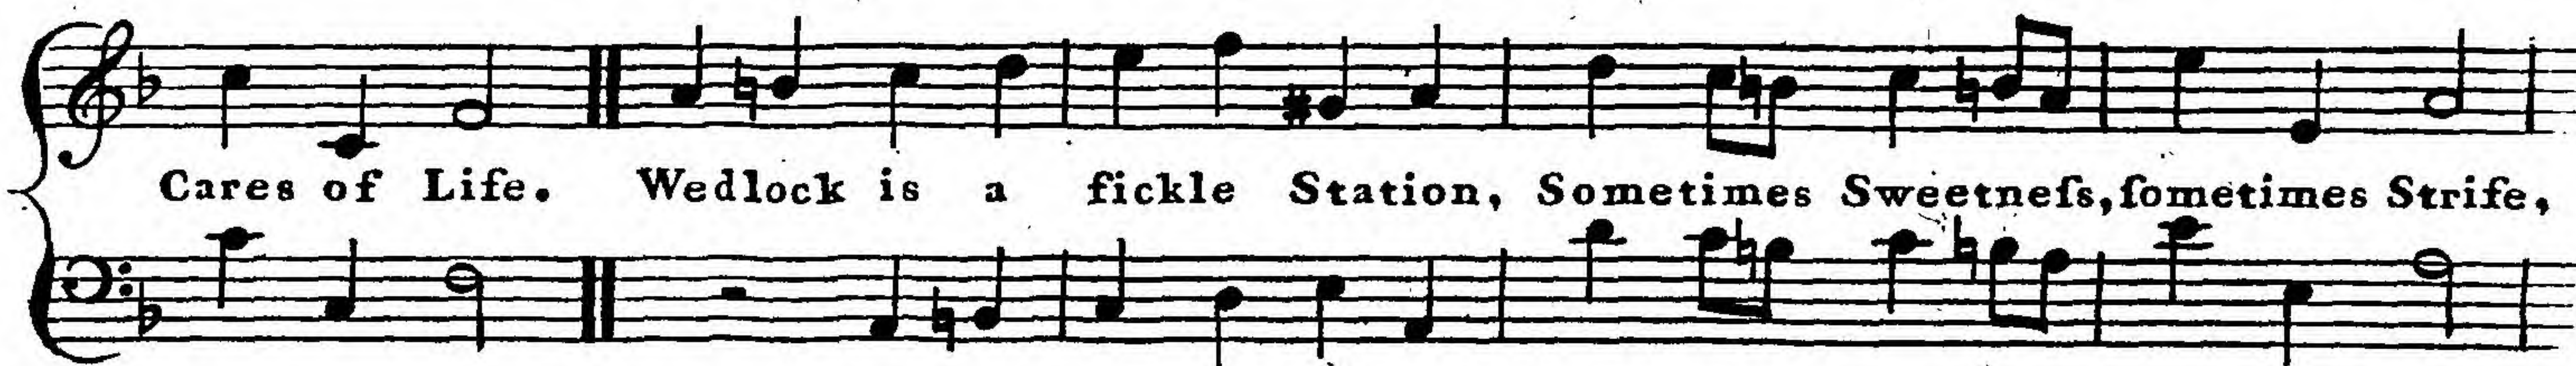 Cares of Life. Wedlock is a fickle Station, Sometimes Sweetneſs, ſometimes Strife,